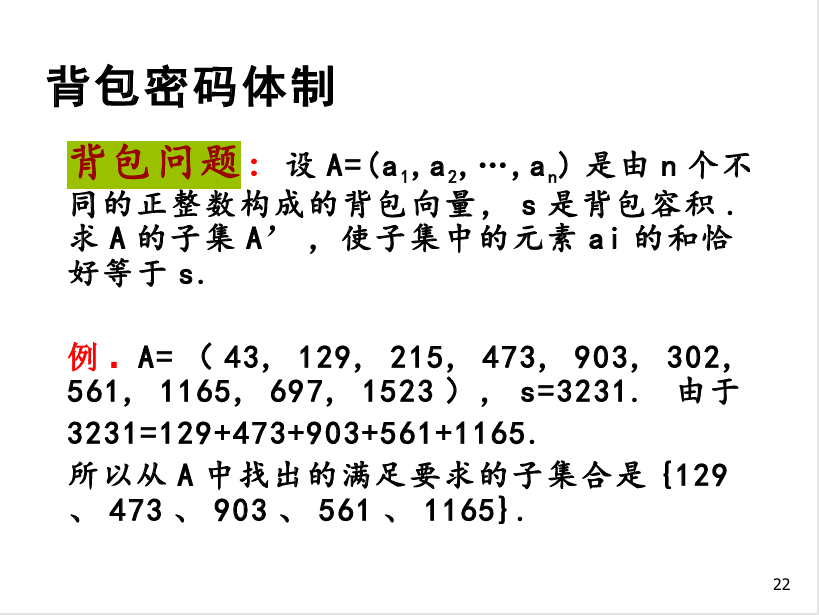 背包密码体制
背包问题：设 A=(a1,a2,…,an) 是由 n 个不
同的正整数构成的背包向量， s 是背包容积 .
求 A 的子集 A’ ，使子集中的元素 ai 的和恰
好等于 s.
例 . A= （ 43, 129, 215, 473, 903, 302,
561, 1165, 697, 1523 ）， s=3231. 由于
3231=129+473+903+561+1165.
所以从 A 中找出的满足要求的子集合是 {129
、 473 、 903 、 561 、 1165}.
22